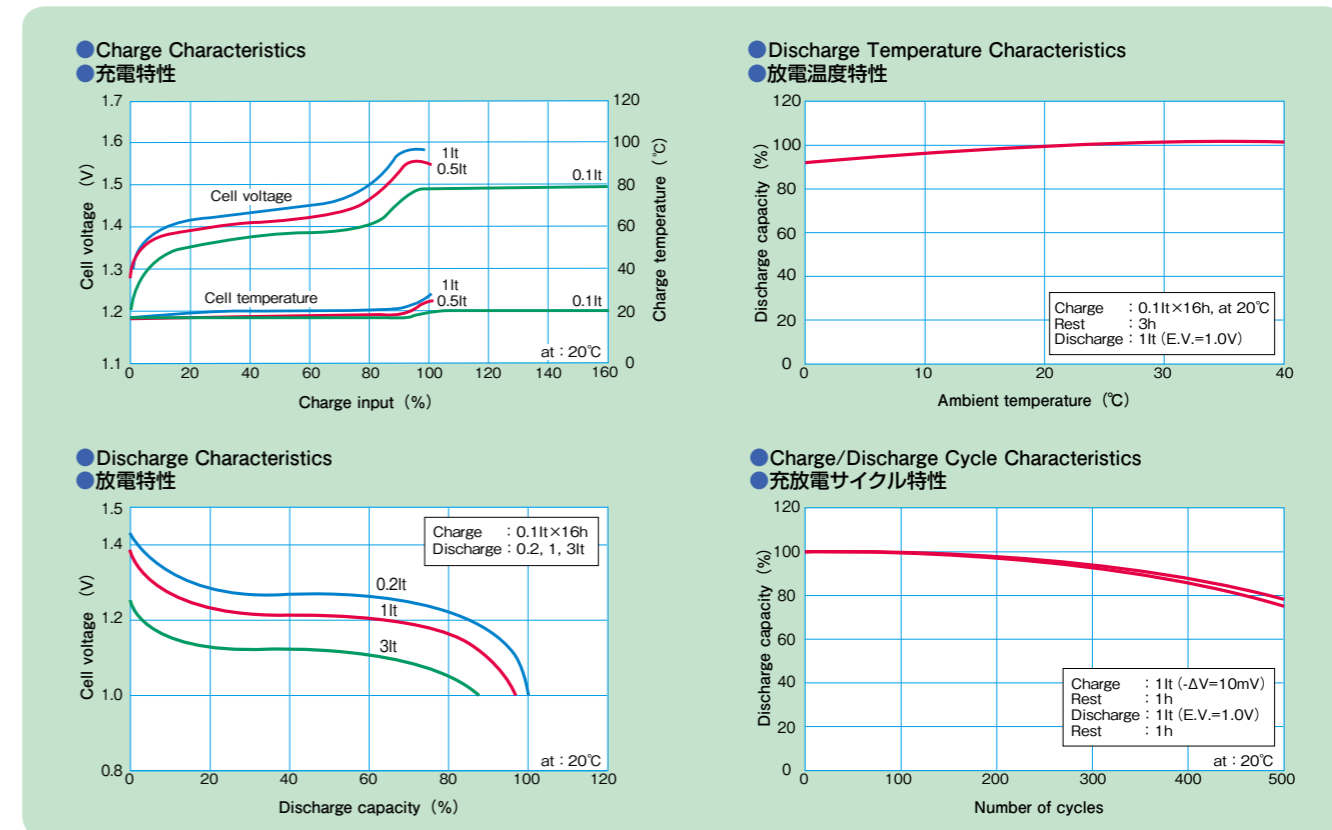 ●Charge Characteristics
●充電特性
1.7
1.6
1.5
1.4
1.3
1.2
1.1
Cell voltage (V)
120
100
80
60
40
20
0
Charge temperature (℃)
1It
0.5It
0.1It
Cell voltage
1It
0.5It
0.1It
Cell temperature
at：20℃
0 20 40 60 80 100 120 140 160
Charge input (%)
●Discharge Temperature Characteristics
●放電温度特性
120
100
80
60
40
20
0
Discharge capacity (%)
Charge ：0.1It×16h, at 20℃
Rest ：3h
Discharge：1It (E.V.=1.0V)
0 10 20 30 40
Ambient temperature (℃)
●Discharge Characteristics
●放電特性
1.5
1.4
1.2
1.0
0.8
Cell voltage (V)
Charge ：0.1It×16h
Discharge：0.2, 1, 3It
0.2It
1It
3It
at：20℃
0 20 40 60 80 100 120
Discharge capacity (%)
●Charge/Discharge Cycle Characteristics
●充放電サイクル特性
120
100
80
60
40
20
0
Discharge capacity (%)
Charge ：1It (-ΔV=10mV)
Rest ：1h
Discharge：1It (E.V.=1.0V)
Rest ：1h
at：20℃
0 100 200 300 400 500
Number of cycles